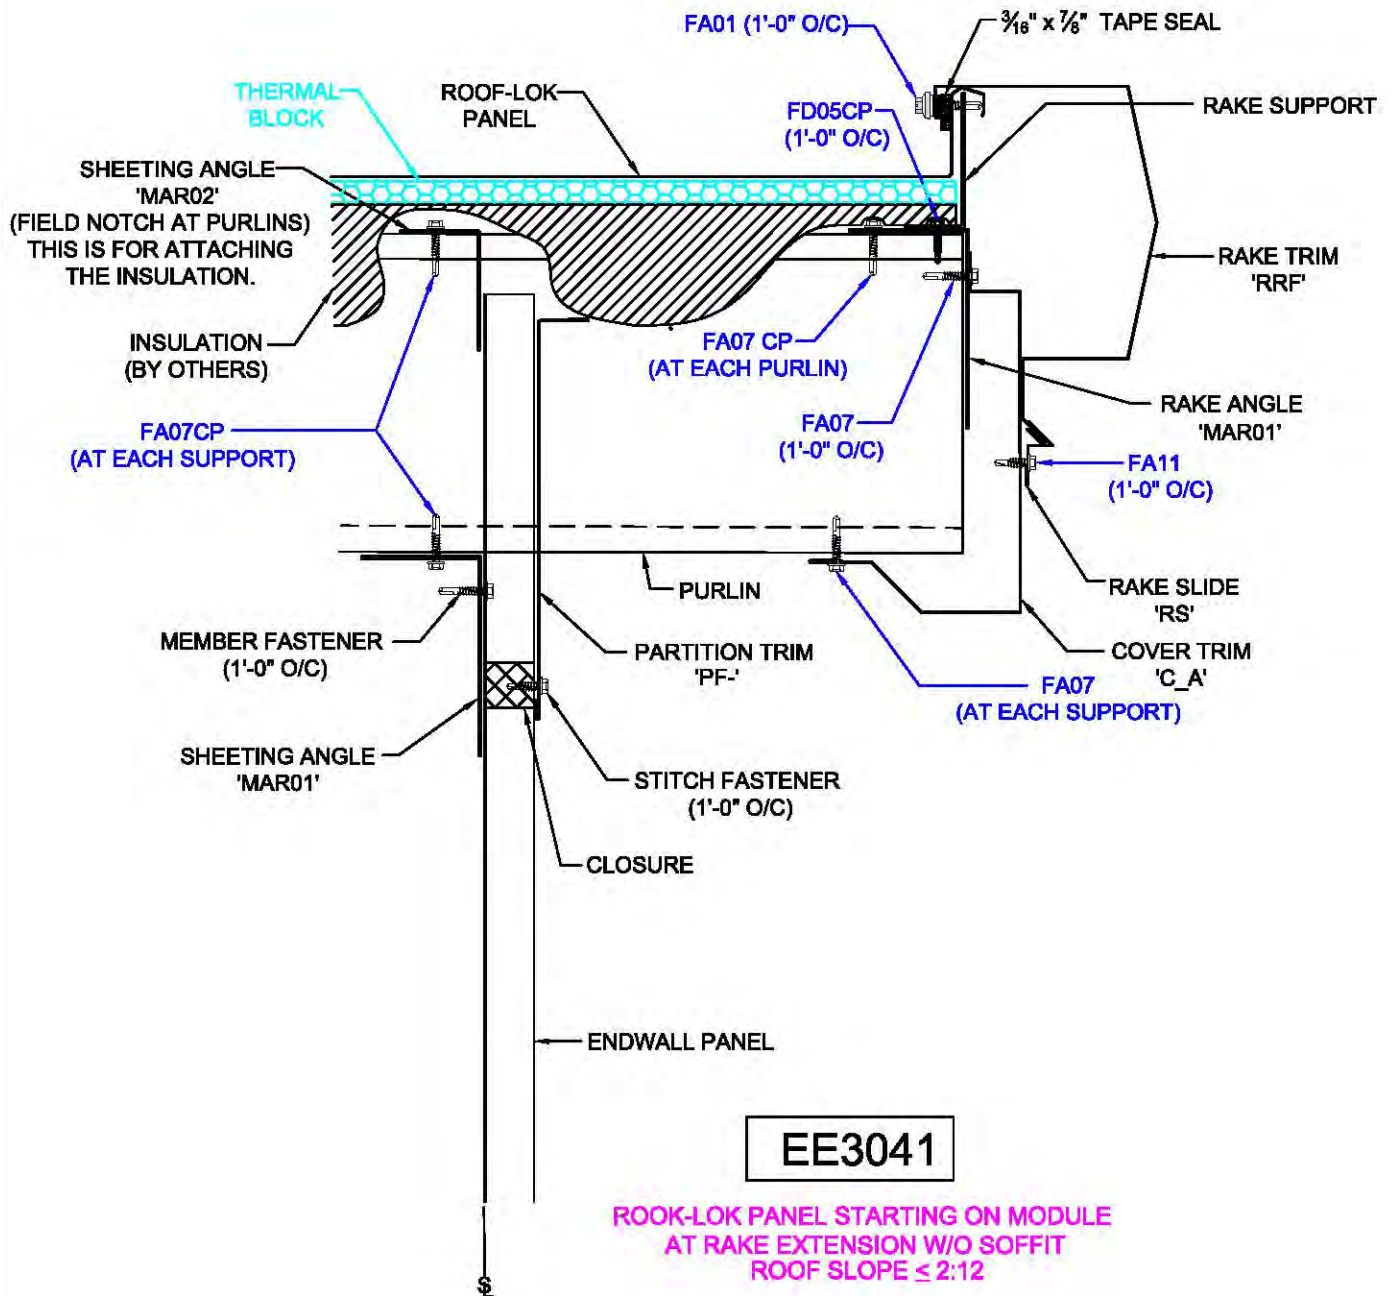 FA01 (1'-0" O/C)
3/16" x 7/8" TAPE SEAL
THERMAL
BLOCK
ROOF-LOK
PANEL
FD05CP
(1'-0" O/C)
RAKE SUPPORT
SHEETING ANGLE
'MAR02'
(FIELD NOTCH AT PURLINS)
THIS IS FOR ATTACHING
THE INSULATION.
RAKE TRIM
'RRF'
INSULATION
(BY OTHERS)
FA07 CP
(AT EACH PURLIN)
FA07CP
(AT EACH SUPPORT)
FA07
(1'-0" O/C)
RAKE ANGLE
'MAR01'
FA11
(1'-0" O/C)
PURLIN
RAKE SLIDE
'RS'
MEMBER FASTENER
(1'-0" O/C)
PARTITION TRIM
'PF-'
COVER TRIM
'C_A'
FA07
(AT EACH SUPPORT)
SHEETING ANGLE
'MAR01'
STITCH FASTENER
(1'-0" O/C)
CLOSURE
ENDWALL PANEL
EE3041
ROOK-LOK PANEL STARTING ON MODULE
AT RAKE EXTENSION W/O SOFFIT
ROOF SLOPE ≤ 2:12
S